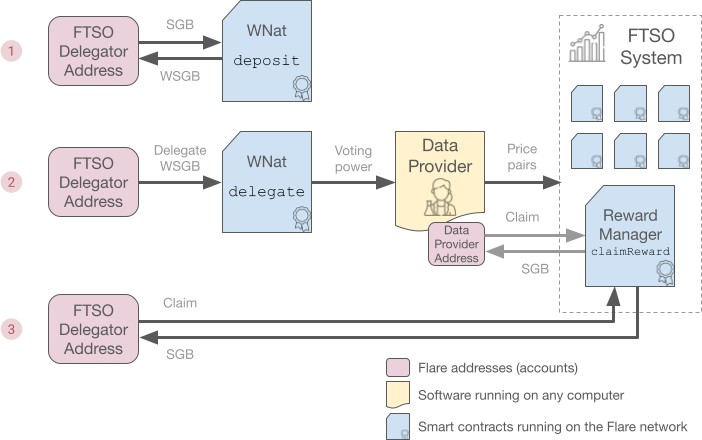 1
FTSO
Delegator
Address
SGB
WSGB
WNat
deposit
FTSO
System
2
FTSO
Delegator
Address
Delegate
WSGB
WNat
delegate
Voting
power
Data
Provider
Price
pairs
Data
Provider
Address
Claim
SGB
Reward
Manager
claimReward
3
FTSO
Delegator
Address
Claim
SGB
Flare addresses (accounts)
Software running on any computer
Smart contracts running on the Flare network